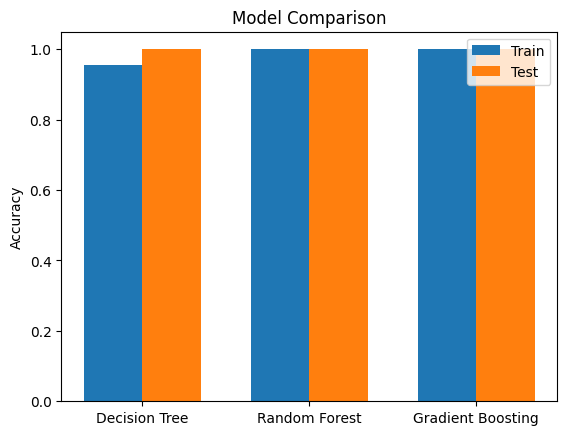 Model Comparison
Train
Test
Accuracy
1.0
0.8
0.6
0.4
0.2
0.0
Decision Tree
Random Forest
Gradient Boosting